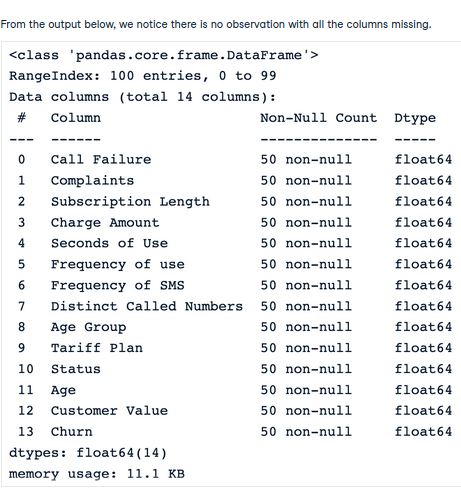 From the output below, we notice there is no observation with all the columns missing.
<class 'pandas.core.frame.DataFrame'>
RangeIndex: 100 entries, 0 to 99
Data columns (total 14 columns):
 #   Column                   Non-Null Count  Dtype
---  ------                   --------------  -----
 0   Call Failure             50 non-null     float64
 1   Complaints               50 non-null     float64
 2   Subscription Length      50 non-null     float64
 3   Charge Amount            50 non-null     float64
 4   Seconds of Use           50 non-null     float64
 5   Frequency of use         50 non-null     float64
 6   Frequency of SMS         50 non-null     float64
 7   Distinct Called Numbers  50 non-null     float64
 8   Age Group                50 non-null     float64
 9   Tariff Plan              50 non-null     float64
 10  Status                   50 non-null     float64
 11  Age                      50 non-null     float64
 12  Customer Value           50 non-null     float64
 13  Churn                    50 non-null     float64
dtypes: float64(14)
memory usage: 11.1 KB